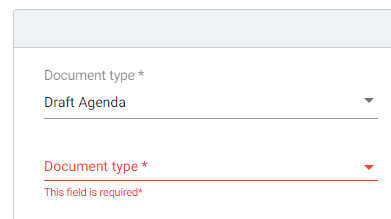 Document type *
Draft Agenda
Document type *
This field is required*